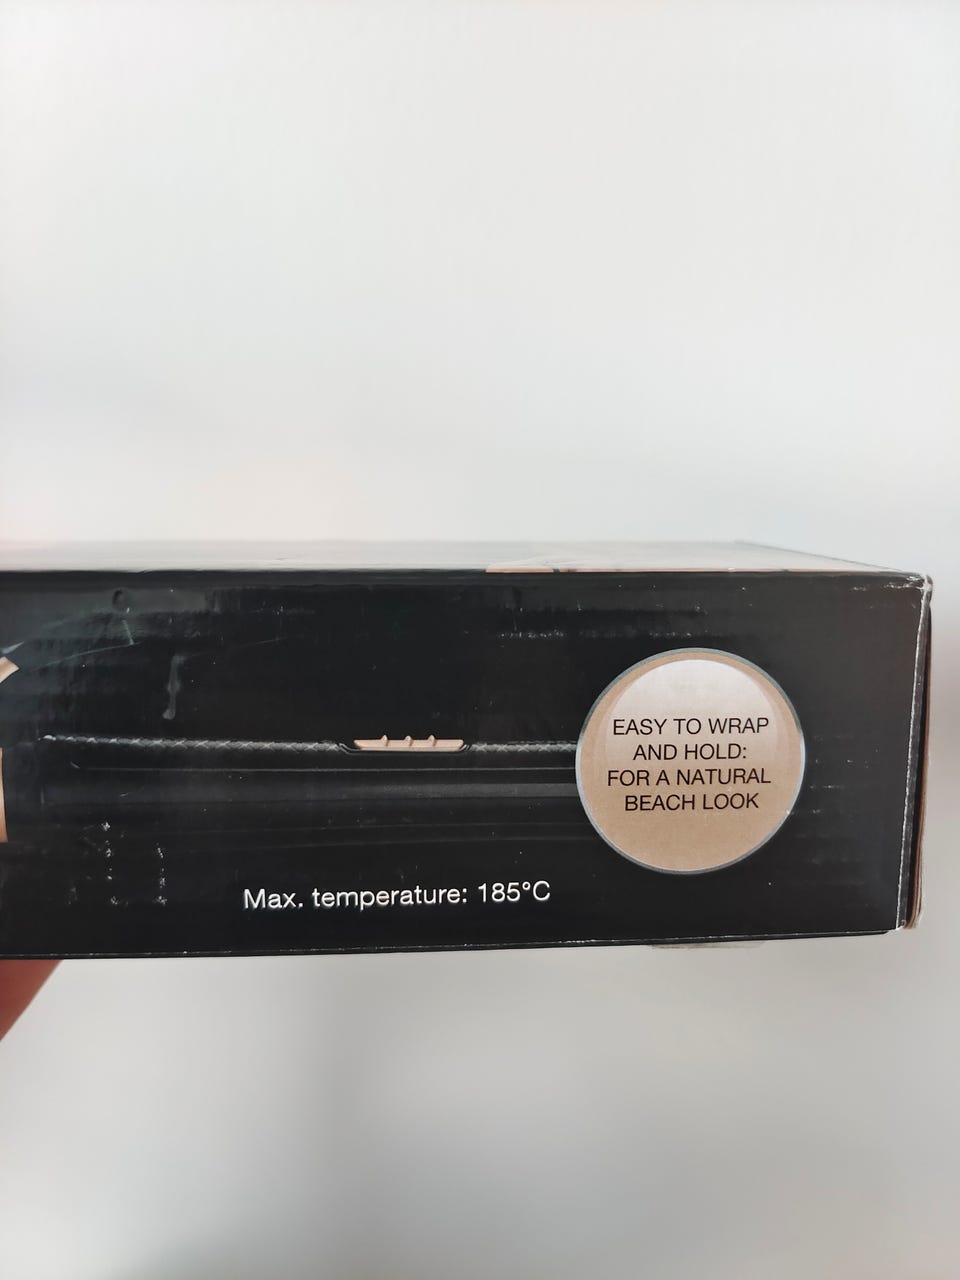 EASY TO WRAP
AND HOLD:
FOR A NATURAL
BEACH LOOK
Max. temperature: 185°C